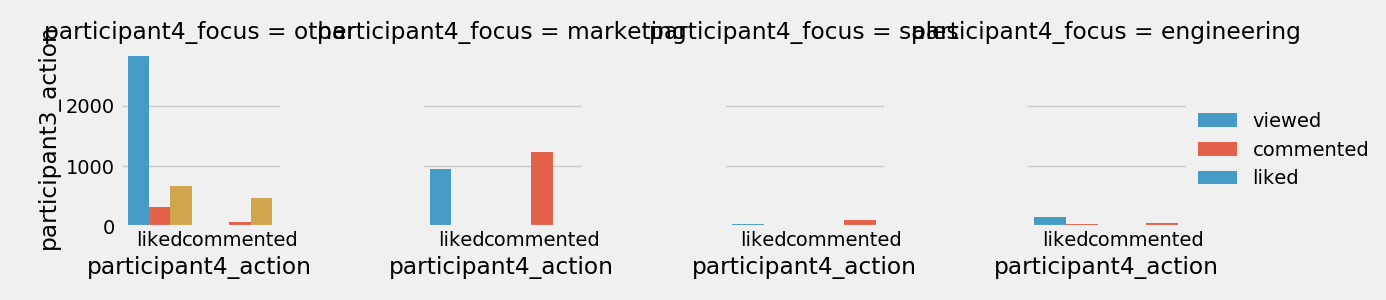 participant4_focus = other
participant4_focus = marketing
participant4_focus = sales
participant4_focus = engineering
participant3_action
2000
1000
0
liked
commented
participant4_action
liked
commented
participant4_action
liked
commented
participant4_action
liked
commented
participant4_action
viewed
commented
liked